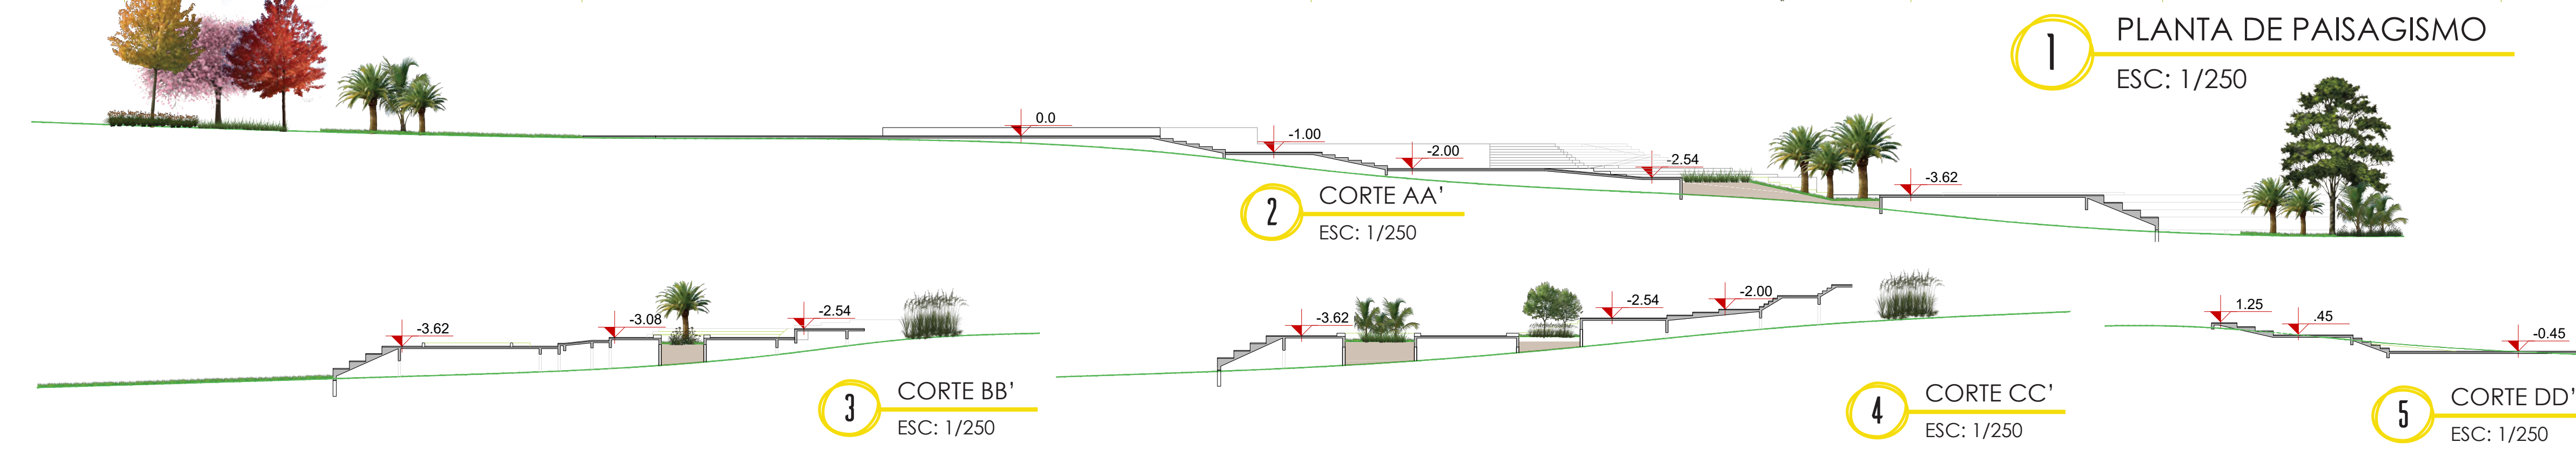 1
PLANTA DE PAISAGISMO
ESC: 1/250
0.0
-1.00
-2.00
-2.54
-3.62
2
CORTE AA'
ESC: 1/250
-3.62
-3.08
-2.54
3
CORTE BB'
ESC: 1/250
-3.62
-2.54
-2.00
4
CORTE CC'
ESC: 1/250
1.25
.45
-0.45
5
CORTE DD'
ESC: 1/250